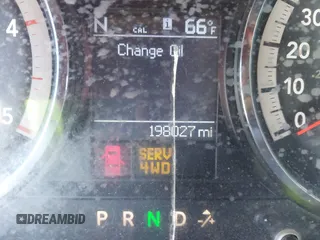 N CAL 1 66°F
Change Oil
198027 mi
SERV
4WD
P R N D
4
5
30
20
10
0
DREAMBID